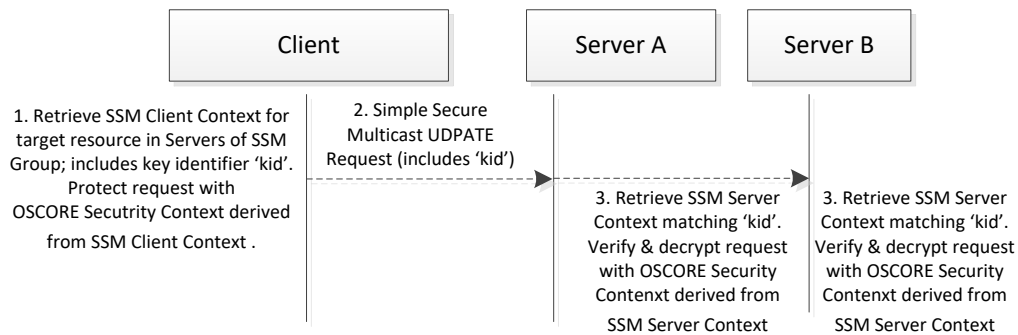 Client
Server A
Server B
1. Retrieve SSM Client Context for
target resource in Servers of SSM
Group; includes key identifier ‘kid’.
Protect request with
OSCORE Secutrity Context derived
from SSM Client Context .
2. Simple Secure
Multicast UDPATE
Request (includes ‘kid’)
3. Retrieve SSM Server
Context matching ‘kid’.
Verify & decrypt request
with OSCORE Security
Contenxt derived from
SSM Server Context
3. Retrieve SSM Server
Context matching ‘kid’.
Verify & decrypt request
with OSCORE Security
Contenxt derived from
SSM Server Context